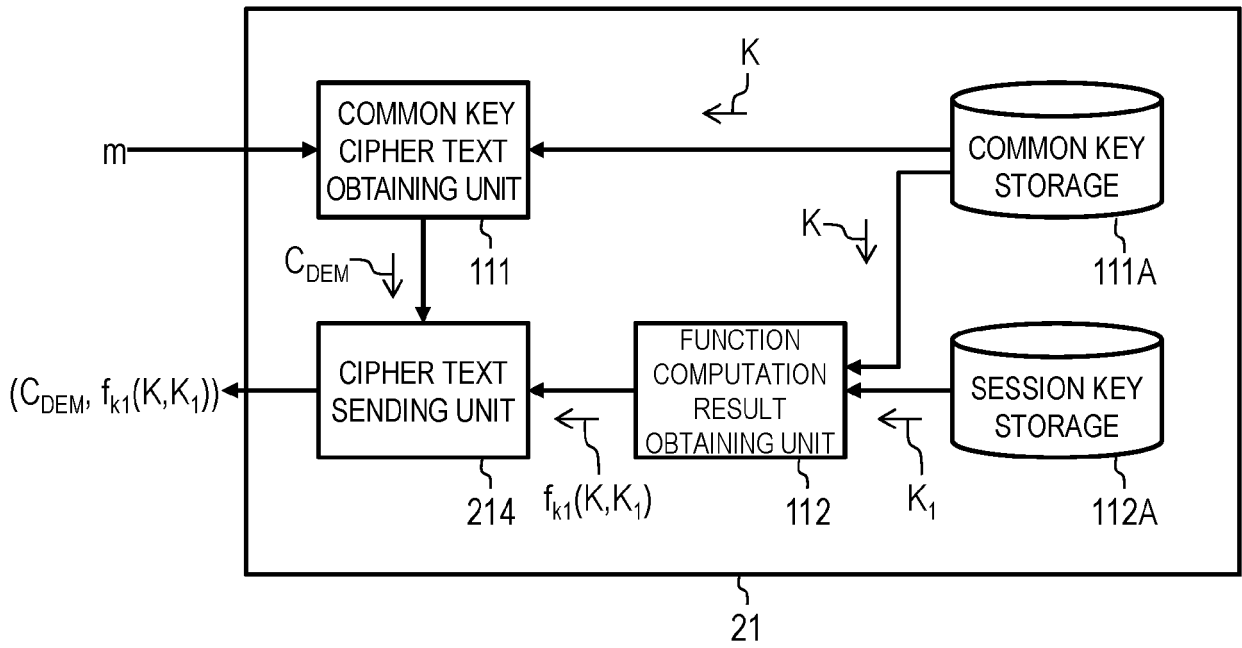 K
COMMON KEY
CIPHER TEXT
OBTAINING UNIT
m
COMMON KEY
STORAGE
111
111A
K
C_DEM
CIPHER TEXT
SENDING UNIT
FUNCTION
COMPUTATION
RESULT
OBTAINING UNIT
SESSION KEY
STORAGE
(C_DEM, f_k1(K,K_1))
214
f_k1(K,K_1)
112
K_1
112A
21